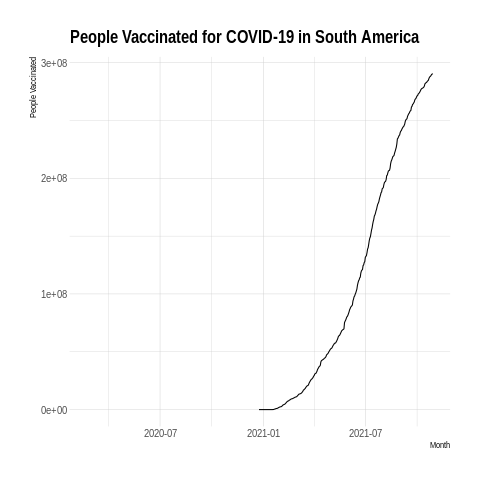 People Vaccinated for COVID-19 in South America
People Vaccinated
3e+08
2e+08
1e+08
0e+00
2020-07
2021-01
2021-07
Month